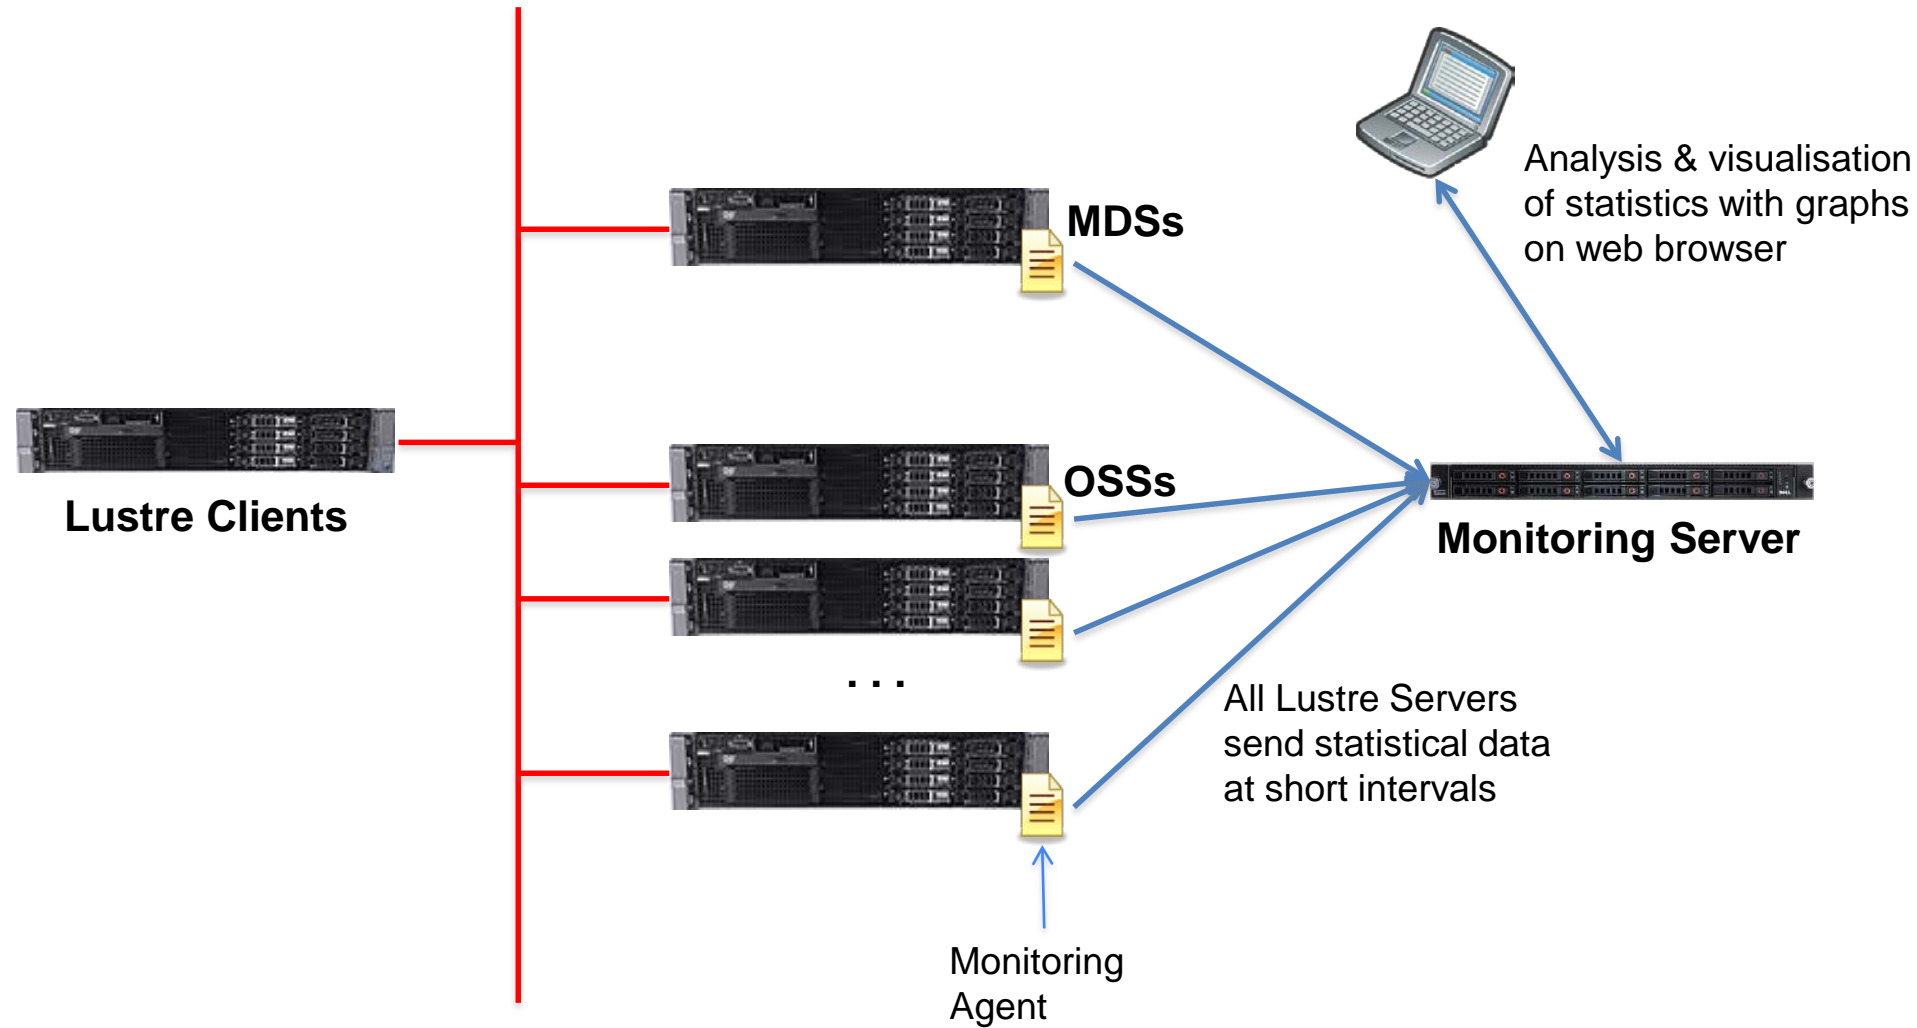 Analysis & visualisation
of statistics with graphs
on web browser
MDSs
Lustre Clients
OSSs
Monitoring Server
. . .
All Lustre Servers
send statistical data
at short intervals
Monitoring
Agent